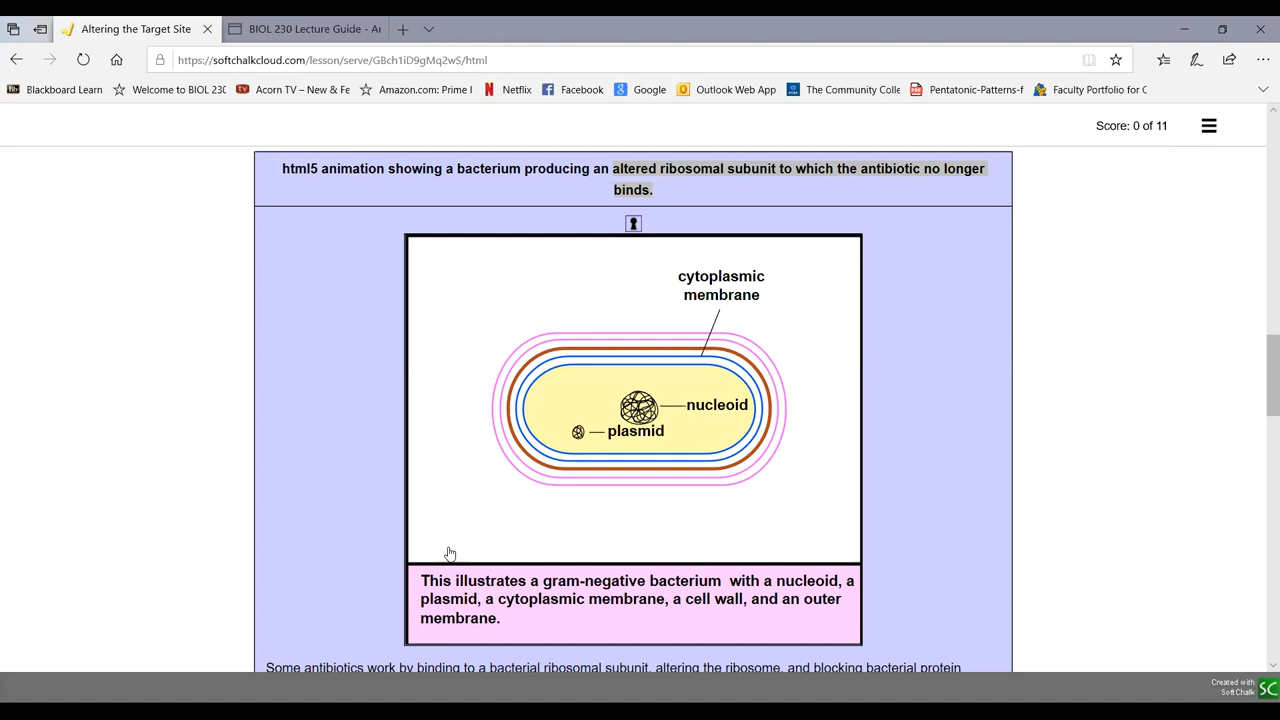 Altering the Target Site
BIOL 230 Lecture Guide - Ar
https://softchalkcloud.com/lesson/serve/GBch1iD9gMq2wS/html
Blackboard Learn
Welcome to BIOL 230
Acorn TV – New & Fe
Amazon.com: Prime I
Netflix
Facebook
Google
Outlook Web App
The Community Colle
Pentatonic-Patterns-f
Faculty Portfolio for C
Score: 0 of 11
html5 animation showing a bacterium producing an altered ribosomal subunit to which the antibiotic no longer
binds.
cytoplasmic
membrane
nucleoid
plasmid
This illustrates a gram-negative bacterium with a nucleoid, a
plasmid, a cytoplasmic membrane, a cell wall, and an outer
membrane.
Some antibiotics work by binding to a bacterial ribosomal subunit, altering the ribosome, and blocking bacterial protein
Created with
SoftChalk
SC